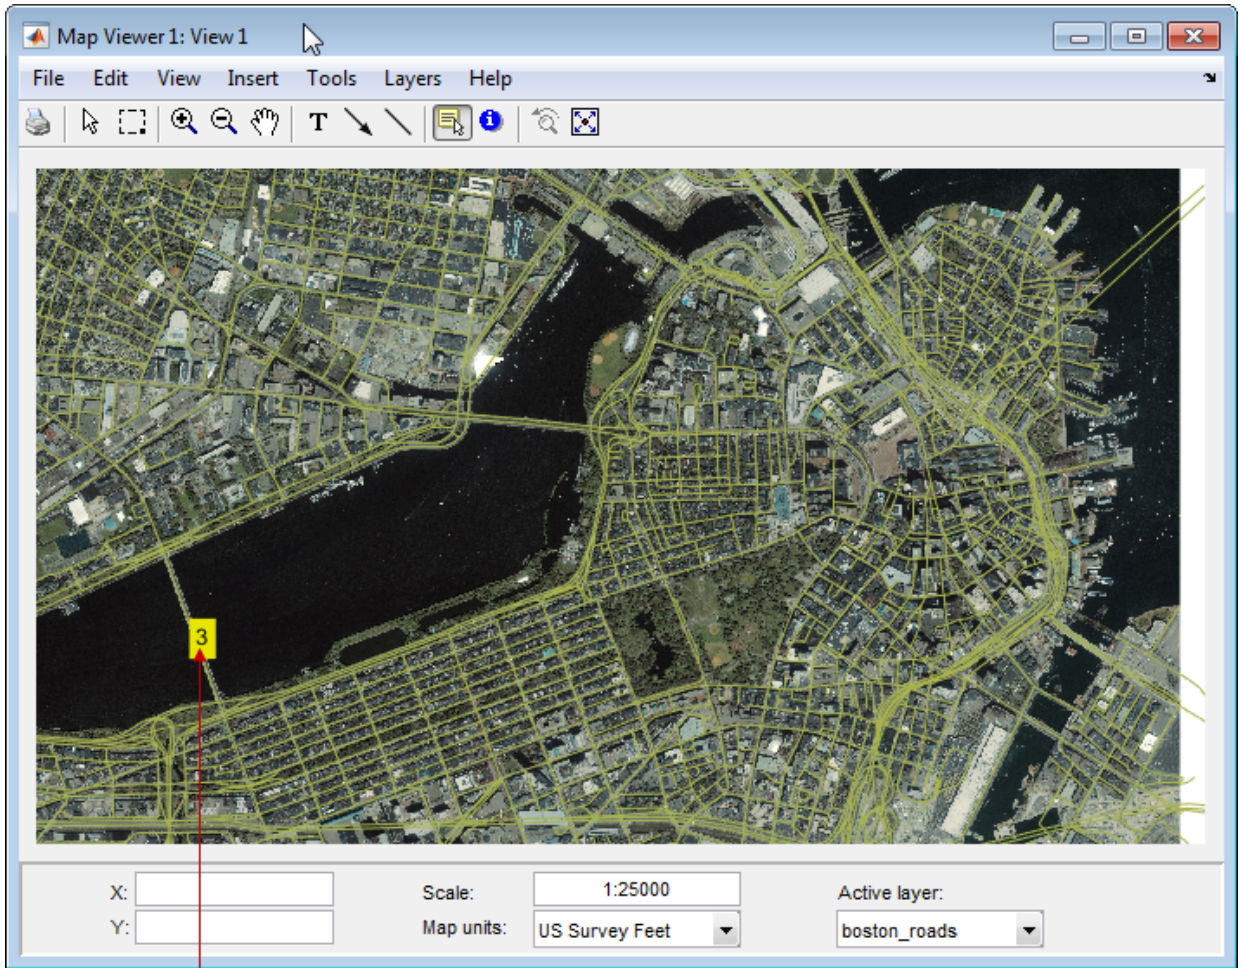 Map Viewer 1: View 1
File Edit View Insert Tools Layers Help
T
3
X: Scale: 1:25000 Active layer:
Y: Map units: US Survey Feet boston_roads